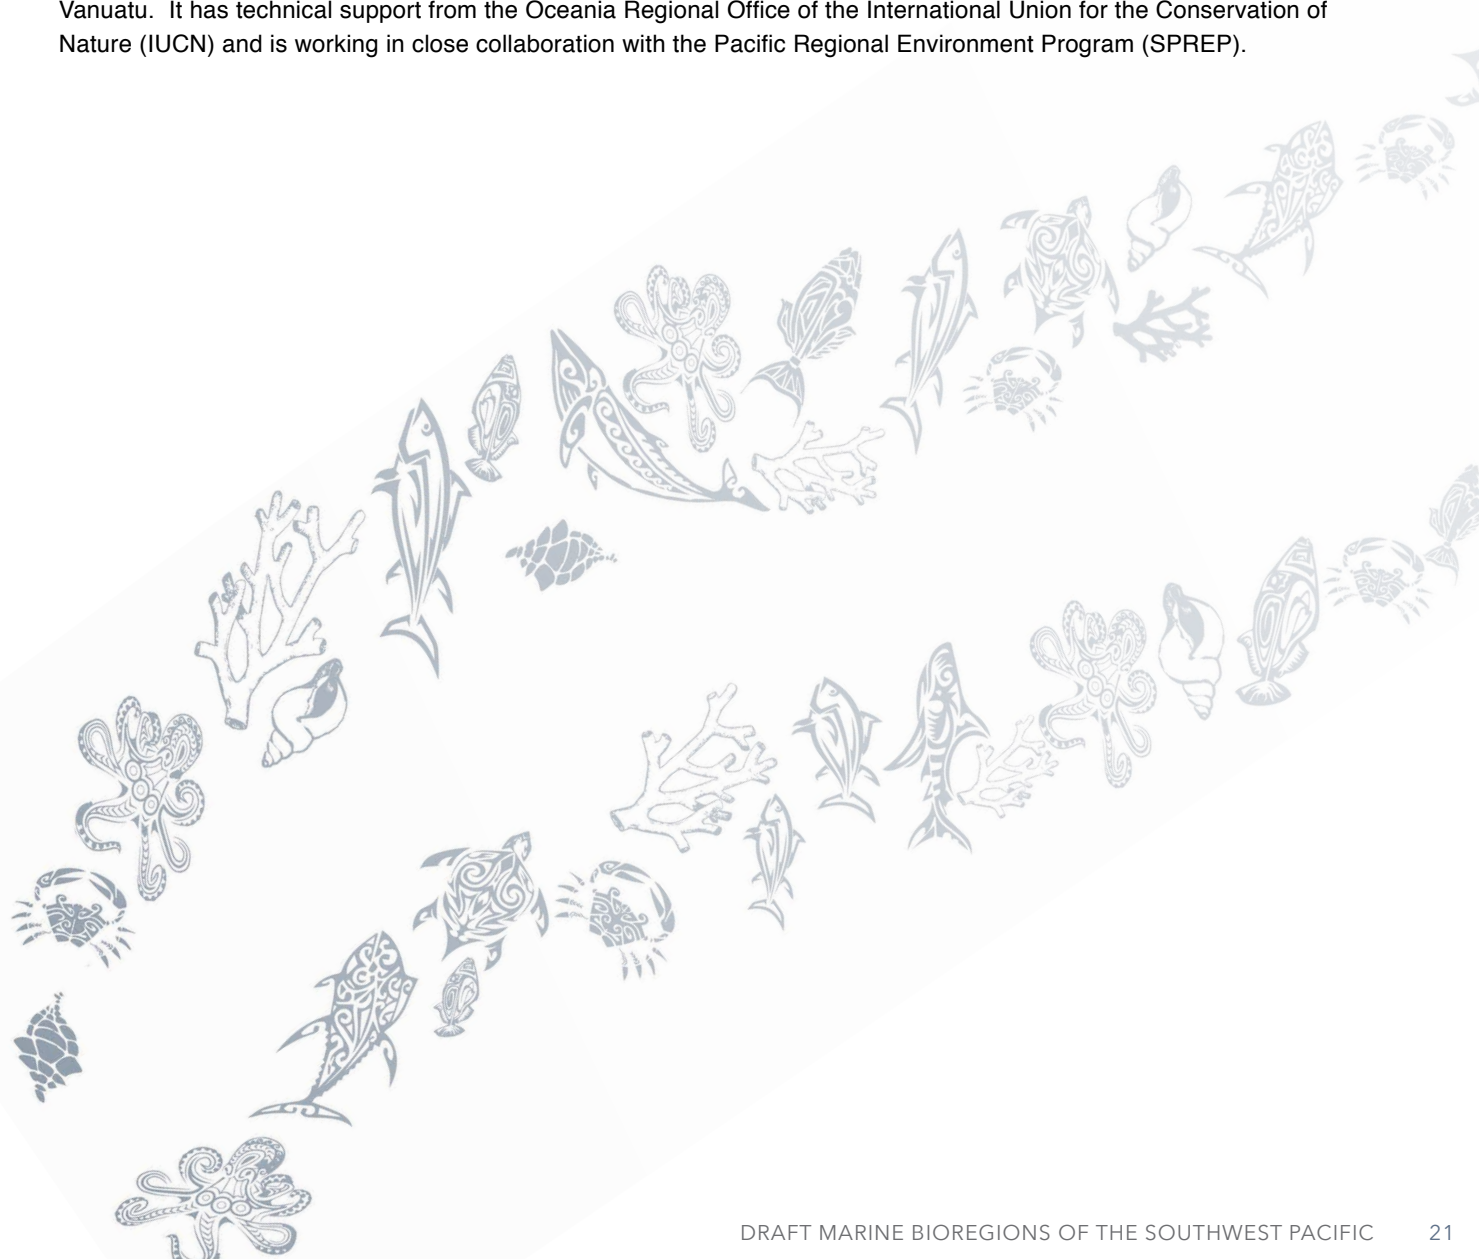 Vanuatu.  It has technical support from the Oceania Regional Office of the International Union for the Conservation of
Nature (IUCN) and is working in close collaboration with the Pacific Regional Environment Program (SPREP).
DRAFT MARINE BIOREGIONS OF THE SOUTHWEST PACIFIC 21